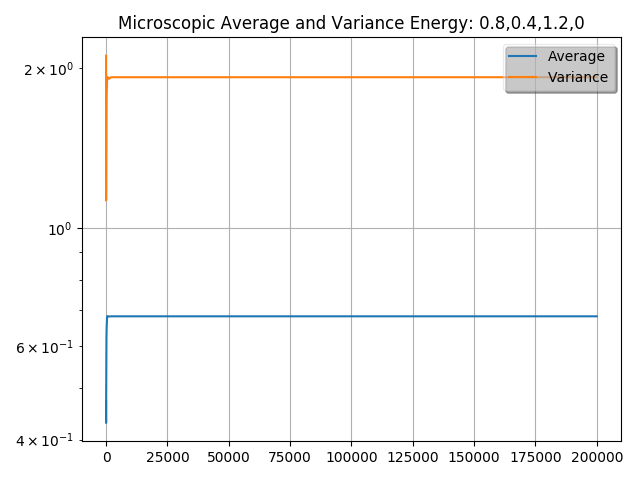 Microscopic Average and Variance Energy: 0.8,0.4,1.2,0
Average
Variance
2 × 10⁰
10⁰
6 × 10⁻¹
4 × 10⁻¹
0 25000 50000 75000 100000 125000 150000 175000 200000